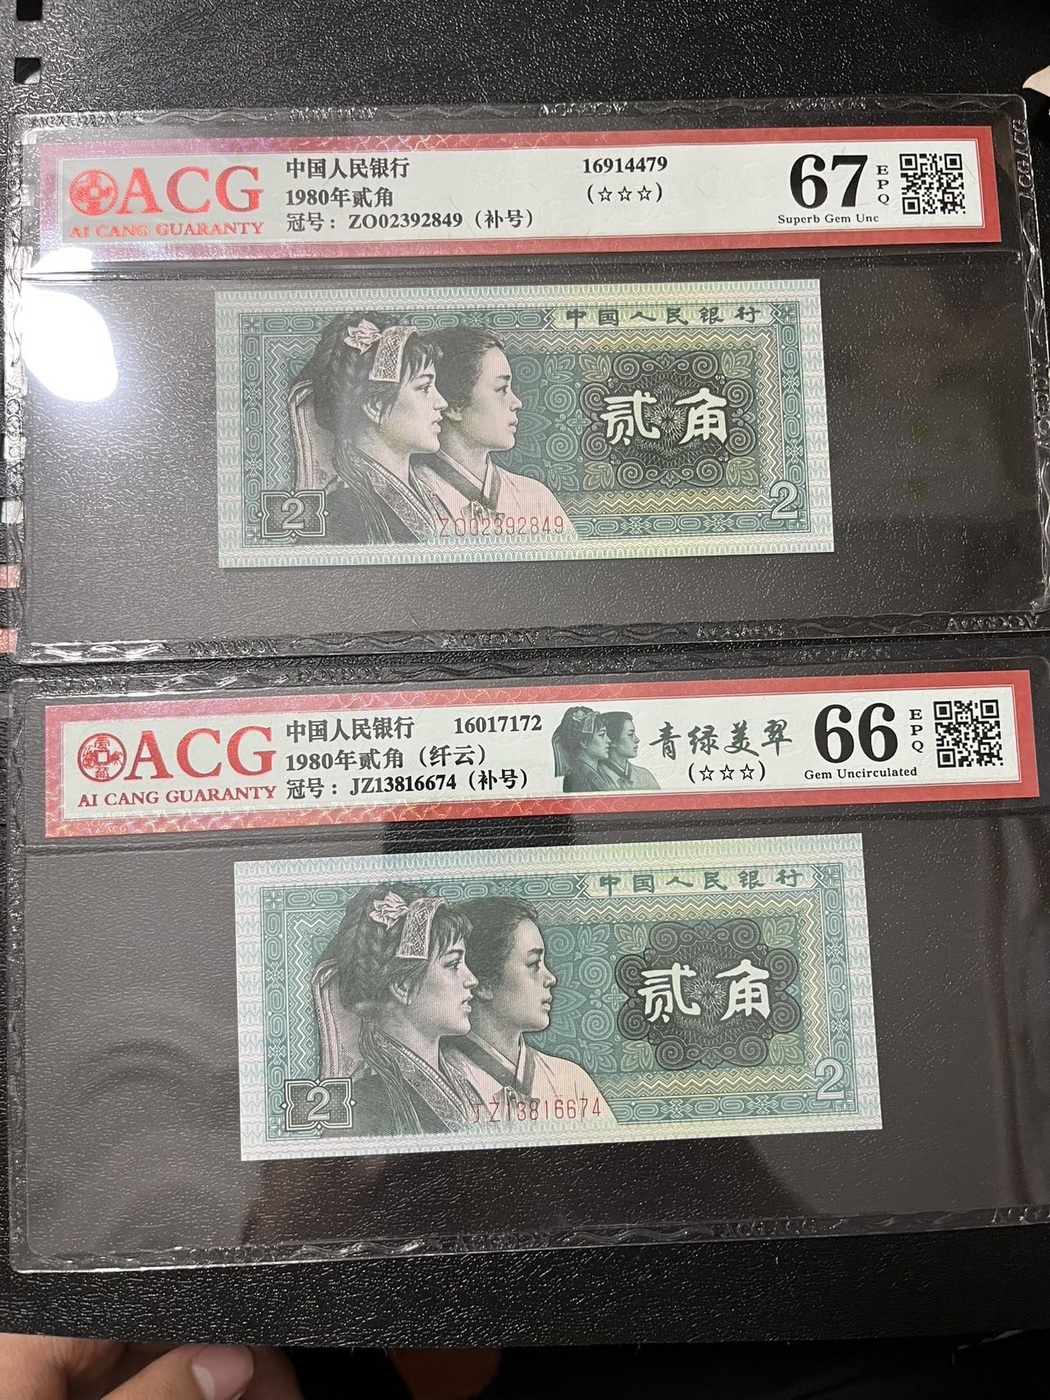 ACG
AI CANG GUARANTY
中国人民银行
1980年贰角
冠号：ZO02392849（补号）
16914479
(☆☆☆)
67
EPQ
Superb Gem Unc
中国人民银行
贰角
2
2
ZO02392849
ACG
AI CANG GUARANTY
中国人民银行
16017172
1980年贰角（纤云）
冠号：JZ13816674（补号）
青绿美翠
(☆☆☆)
66
EPQ
Gem Uncirculated
中国人民银行
贰角
2
2
JZ13816674